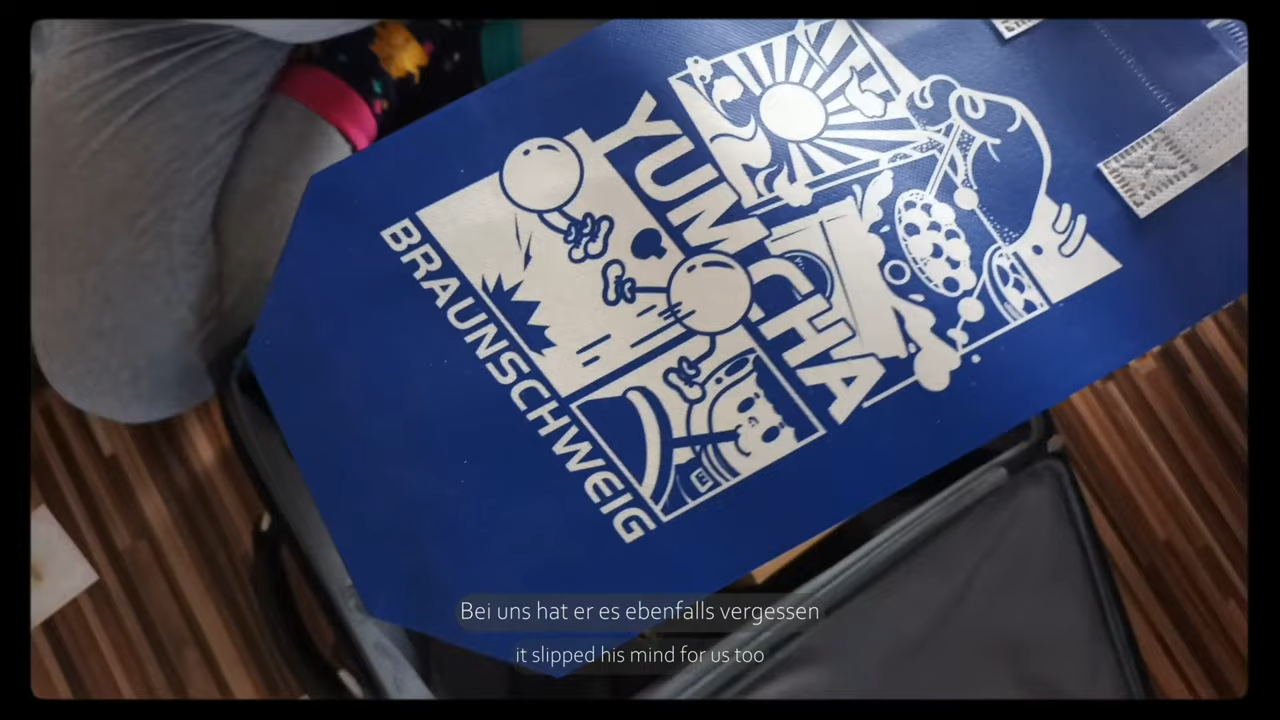 YUM CHA
BRAUNSCHWEIG
Bei uns hat er es ebenfalls vergessen
it slipped his mind for us too